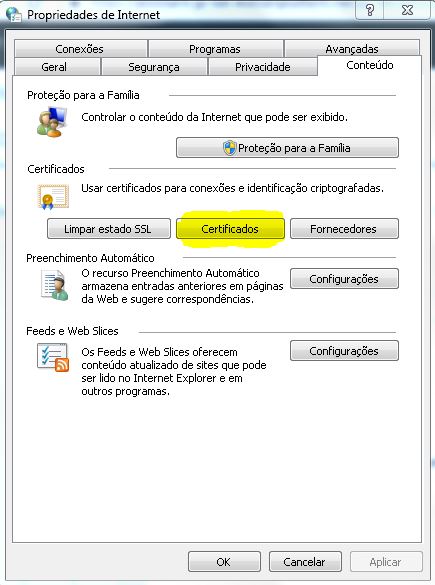 Propriedades de Internet
Conexões Programas Avançadas
Geral Segurança Privacidade Conteúdo
Proteção para a Família
Controlar o conteúdo da Internet que pode ser exibido.
Proteção para a Família
Certificados
Usar certificados para conexões e identificação criptografadas.
Limpar estado SSL Certificados Fornecedores
Preenchimento Automático
O recurso Preenchimento Automático
armazena entradas anteriores em páginas
da Web e sugere correspondências.
Configurações
Feeds e Web Slices
Os Feeds e Web Slices oferecem
conteúdo atualizado de sites que pode
ser lido no Internet Explorer e em
outros programas.
Configurações
OK Cancelar Aplicar